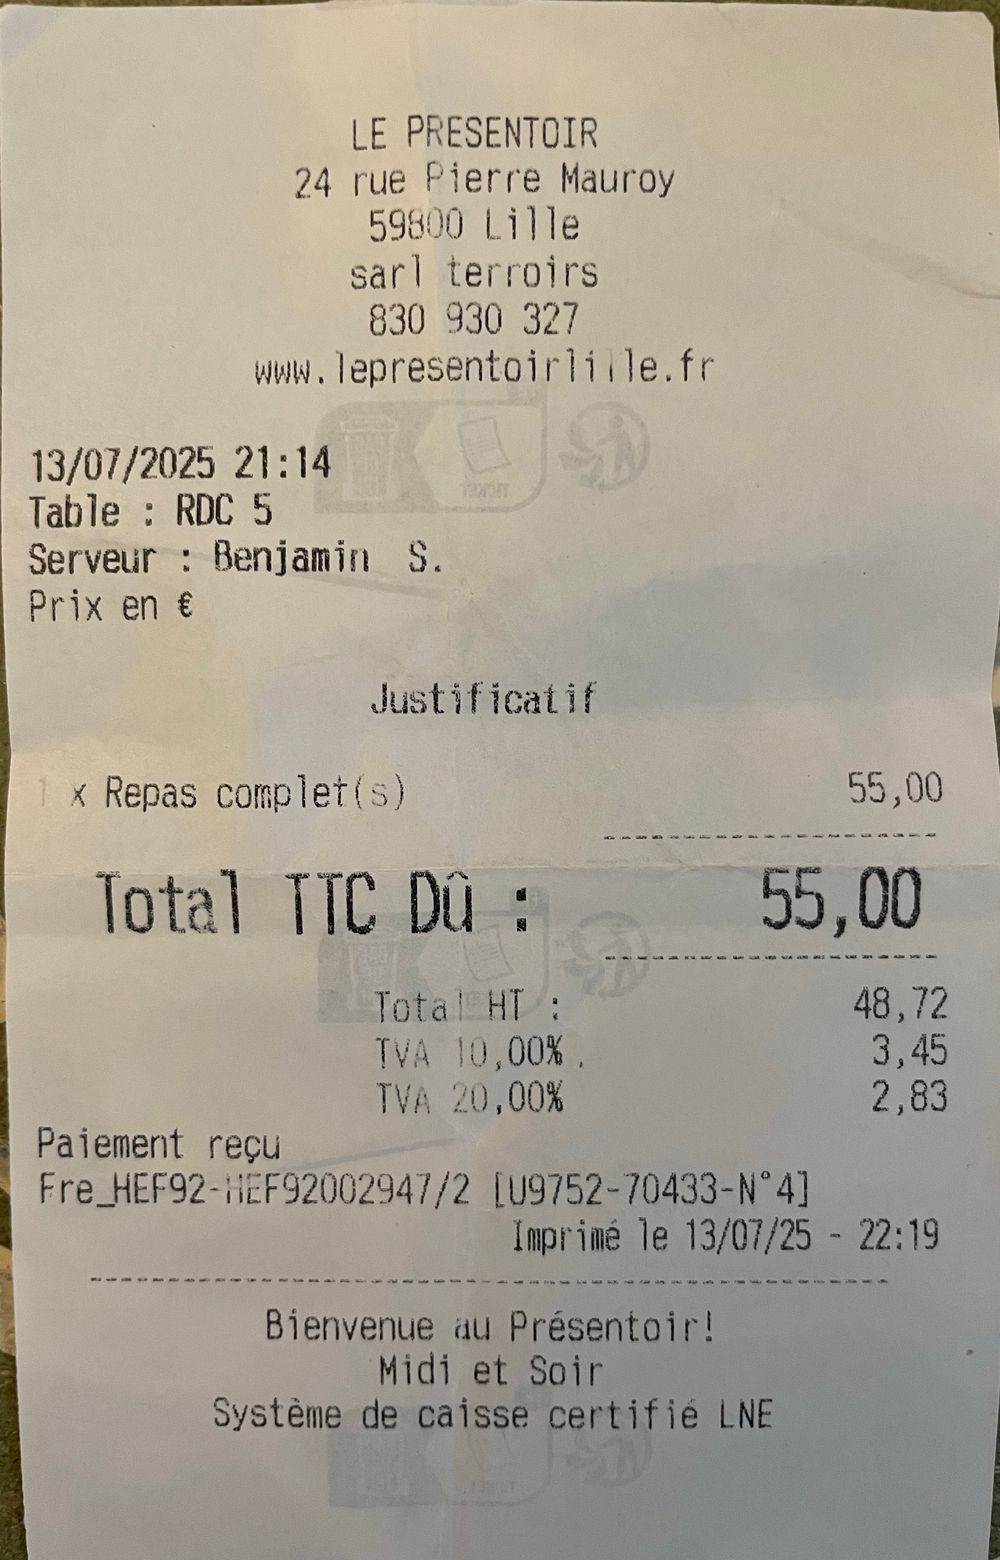 LE PRESENTOIR
24 rue Pierre Mauroy
59800 Lille
sarl terroirs
830 930 327
www.lepresentoirlille.fr
13/07/2025 21:14
Table : RDC 5
Serveur : Benjamin S.
Prix en €
Justificatif
1 x Repas complet(s) 55,00
Total TTC Dû : 55,00
Total HT : 48,72
TVA 10,00% . 3,45
TVA 20,00% 2,83
Paiement reçu
Fre_HEF92-HEF92002947/2 [U9752-70433-N°4]
Imprimé le 13/07/25 - 22:19
Bienvenue au Présentoir!
Midi et Soir
Système de caisse certifié LNE